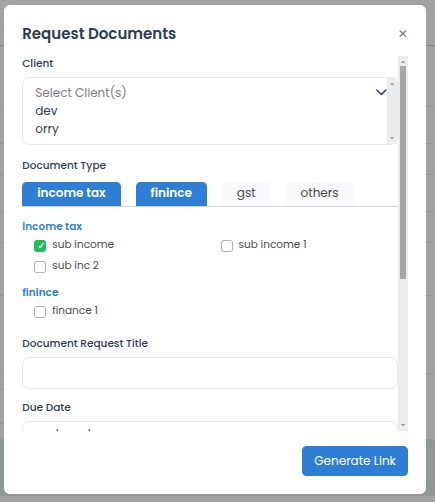 Request Documents ×
Client
Select Client(s)
dev
orry
Document Type
income tax finince gst others
income tax
sub income sub income 1
sub inc 2
finince
finance 1
Document Request Title
Due Date
Generate Link